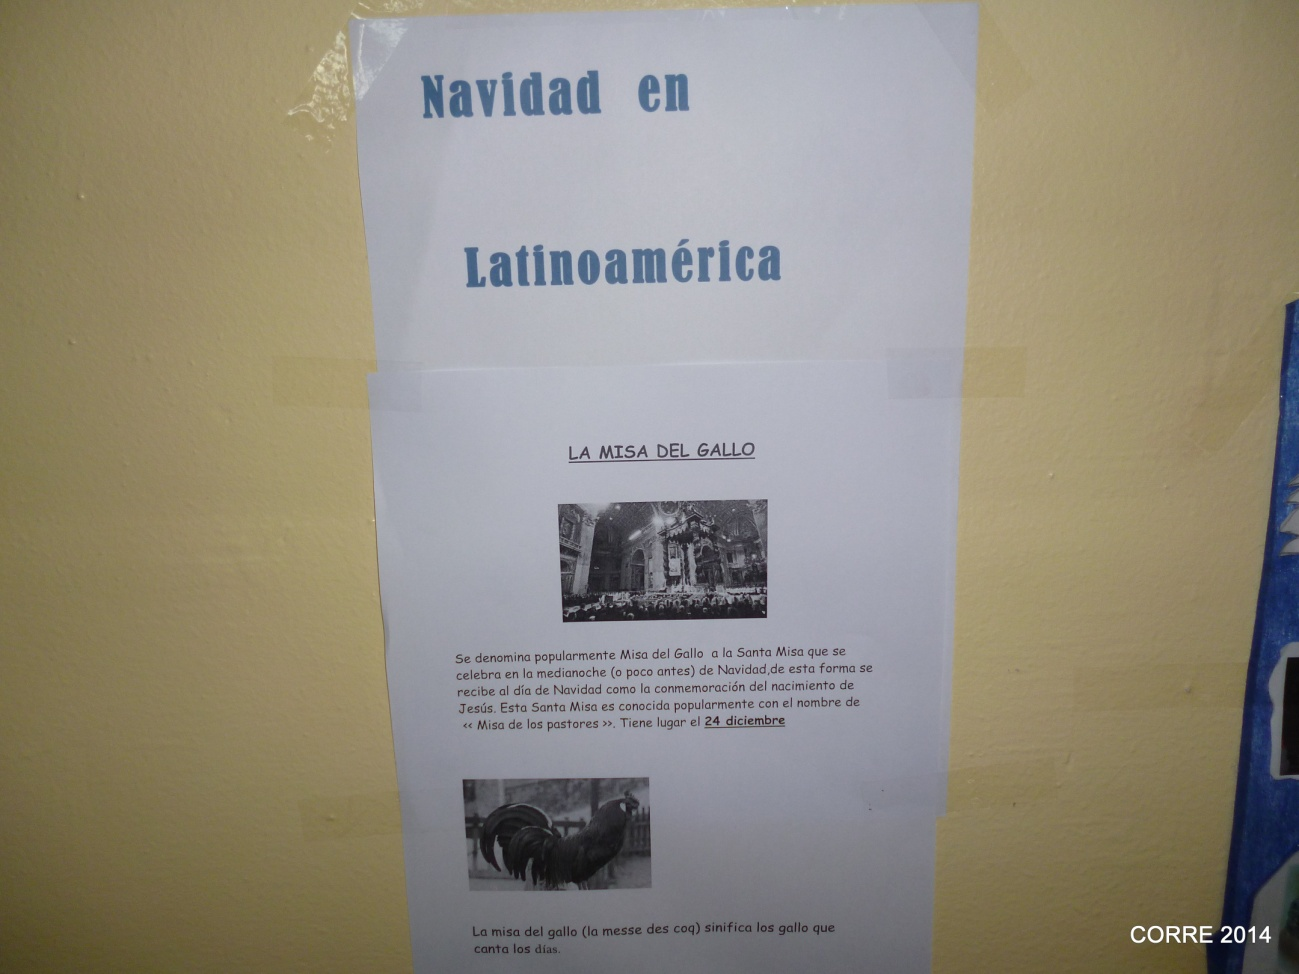 Navidad en
Latinoamérica
LA MISA DEL GALLO
Se denomina popularmente Misa del Gallo a la Santa Misa que se
celebra en la medianoche (o poco antes) de Navidad,de esta forma se
recibe al día de Navidad como la conmemoración del nacimiento de
Jesús. Esta Santa Misa es conocida popularmente con el nombre de
<< Misa de los pastores >>. Tiene lugar el 24 diciembre
La misa del gallo (la messe des coq) sinifica los gallo que
canta los días.
CORRE 2014